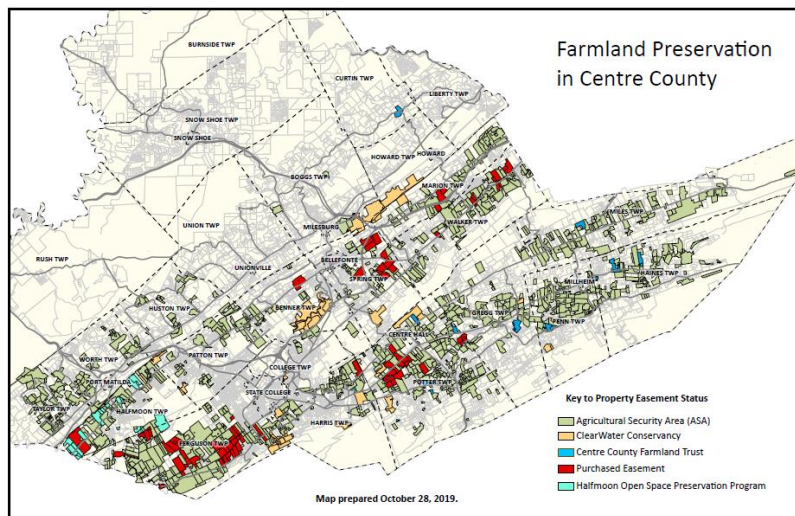 Farmland Preservation
in Centre County
BURNSIDE TWP
CURTIN TWP
LIBERTY TWP
SNOW SHOE TWP
SNOW SHOE
HOWARD
HOWARD TWP
BOGGS TWP
MARION TWP
UNION TWP
MILESBURG
WALKER TWP
MILES TWP
RUSH TWP
BELLEFONTE
UNIONVILLE
SPRING TWP
HAINES TWP
MILLHEIM
HUSTON TWP
BENNER TWP
GREGG TWP
PENN TWP
CENTRE HALL
WORTH TWP
PATTON TWP
COLLEGE TWP
PORT MATILDA
POTTER TWP
STATE COLLEGE
TAYLOR TWP
HALFMOON TWP
HARRIS TWP
FERGUSON TWP
Key to Property Easement Status
Agricultural Security Area (ASA)
ClearWater Conservancy
Centre County Farmland Trust
Purchased Easement
Halfmoon Open Space Preservation Program
Map prepared October 28, 2019.